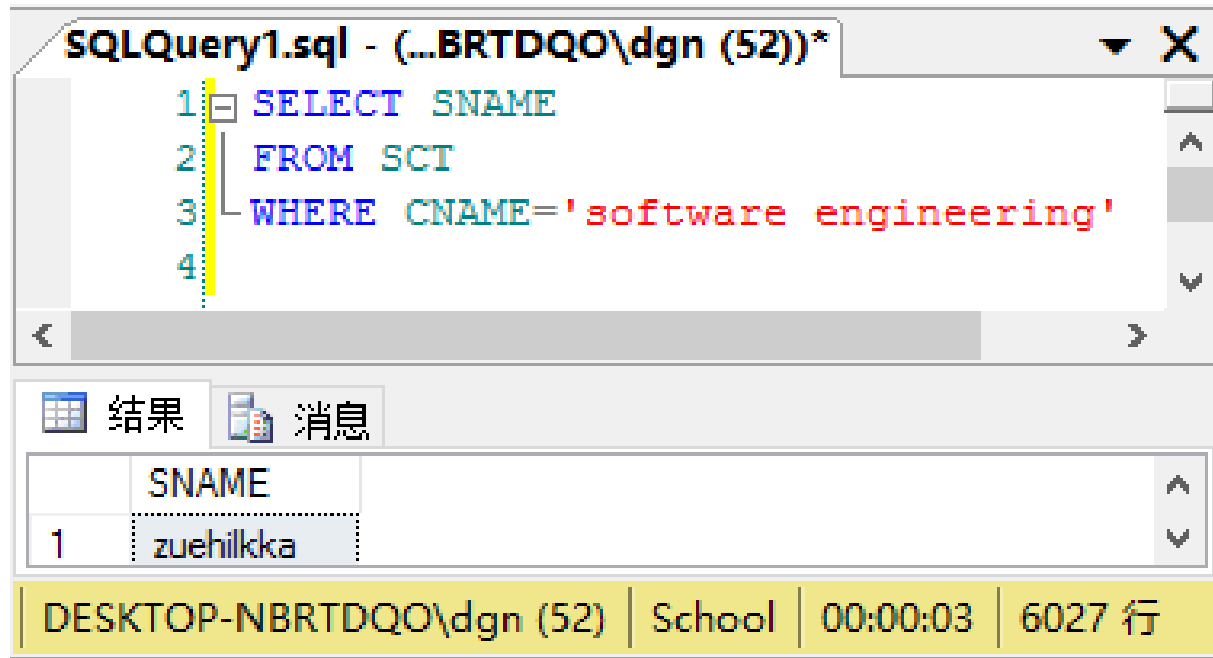 SQLQuery1.sql - (...BRTDQO\dgn (52))*
1 SELECT SNAME
2 FROM SCT
3 WHERE CNAME='software engineering'
4
结果 消息
SNAME
1 zuehilkka
DESKTOP-NBRTDQO\dgn (52) School 00:00:03 6027 行